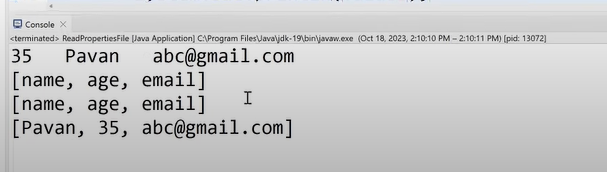 Console ×
<terminated> ReadPropertiesFile [Java Application] C:\Program Files\Java\jdk-19\bin\javaw.exe (Oct 18, 2023, 2:10:10 PM – 2:10:11 PM) [pid: 13072]
35 Pavan abc@gmail.com
[name, age, email]
[name, age, email]
[Pavan, 35, abc@gmail.com]